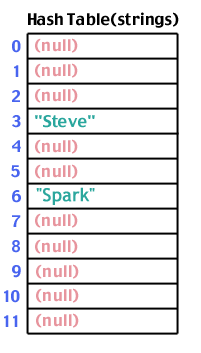 Hash Table(strings)
0 (null)
1 (null)
2 (null)
3 "Steve"
4 (null)
5 (null)
6 "Spark"
7 (null)
8 (null)
9 (null)
10 (null)
11 (null)